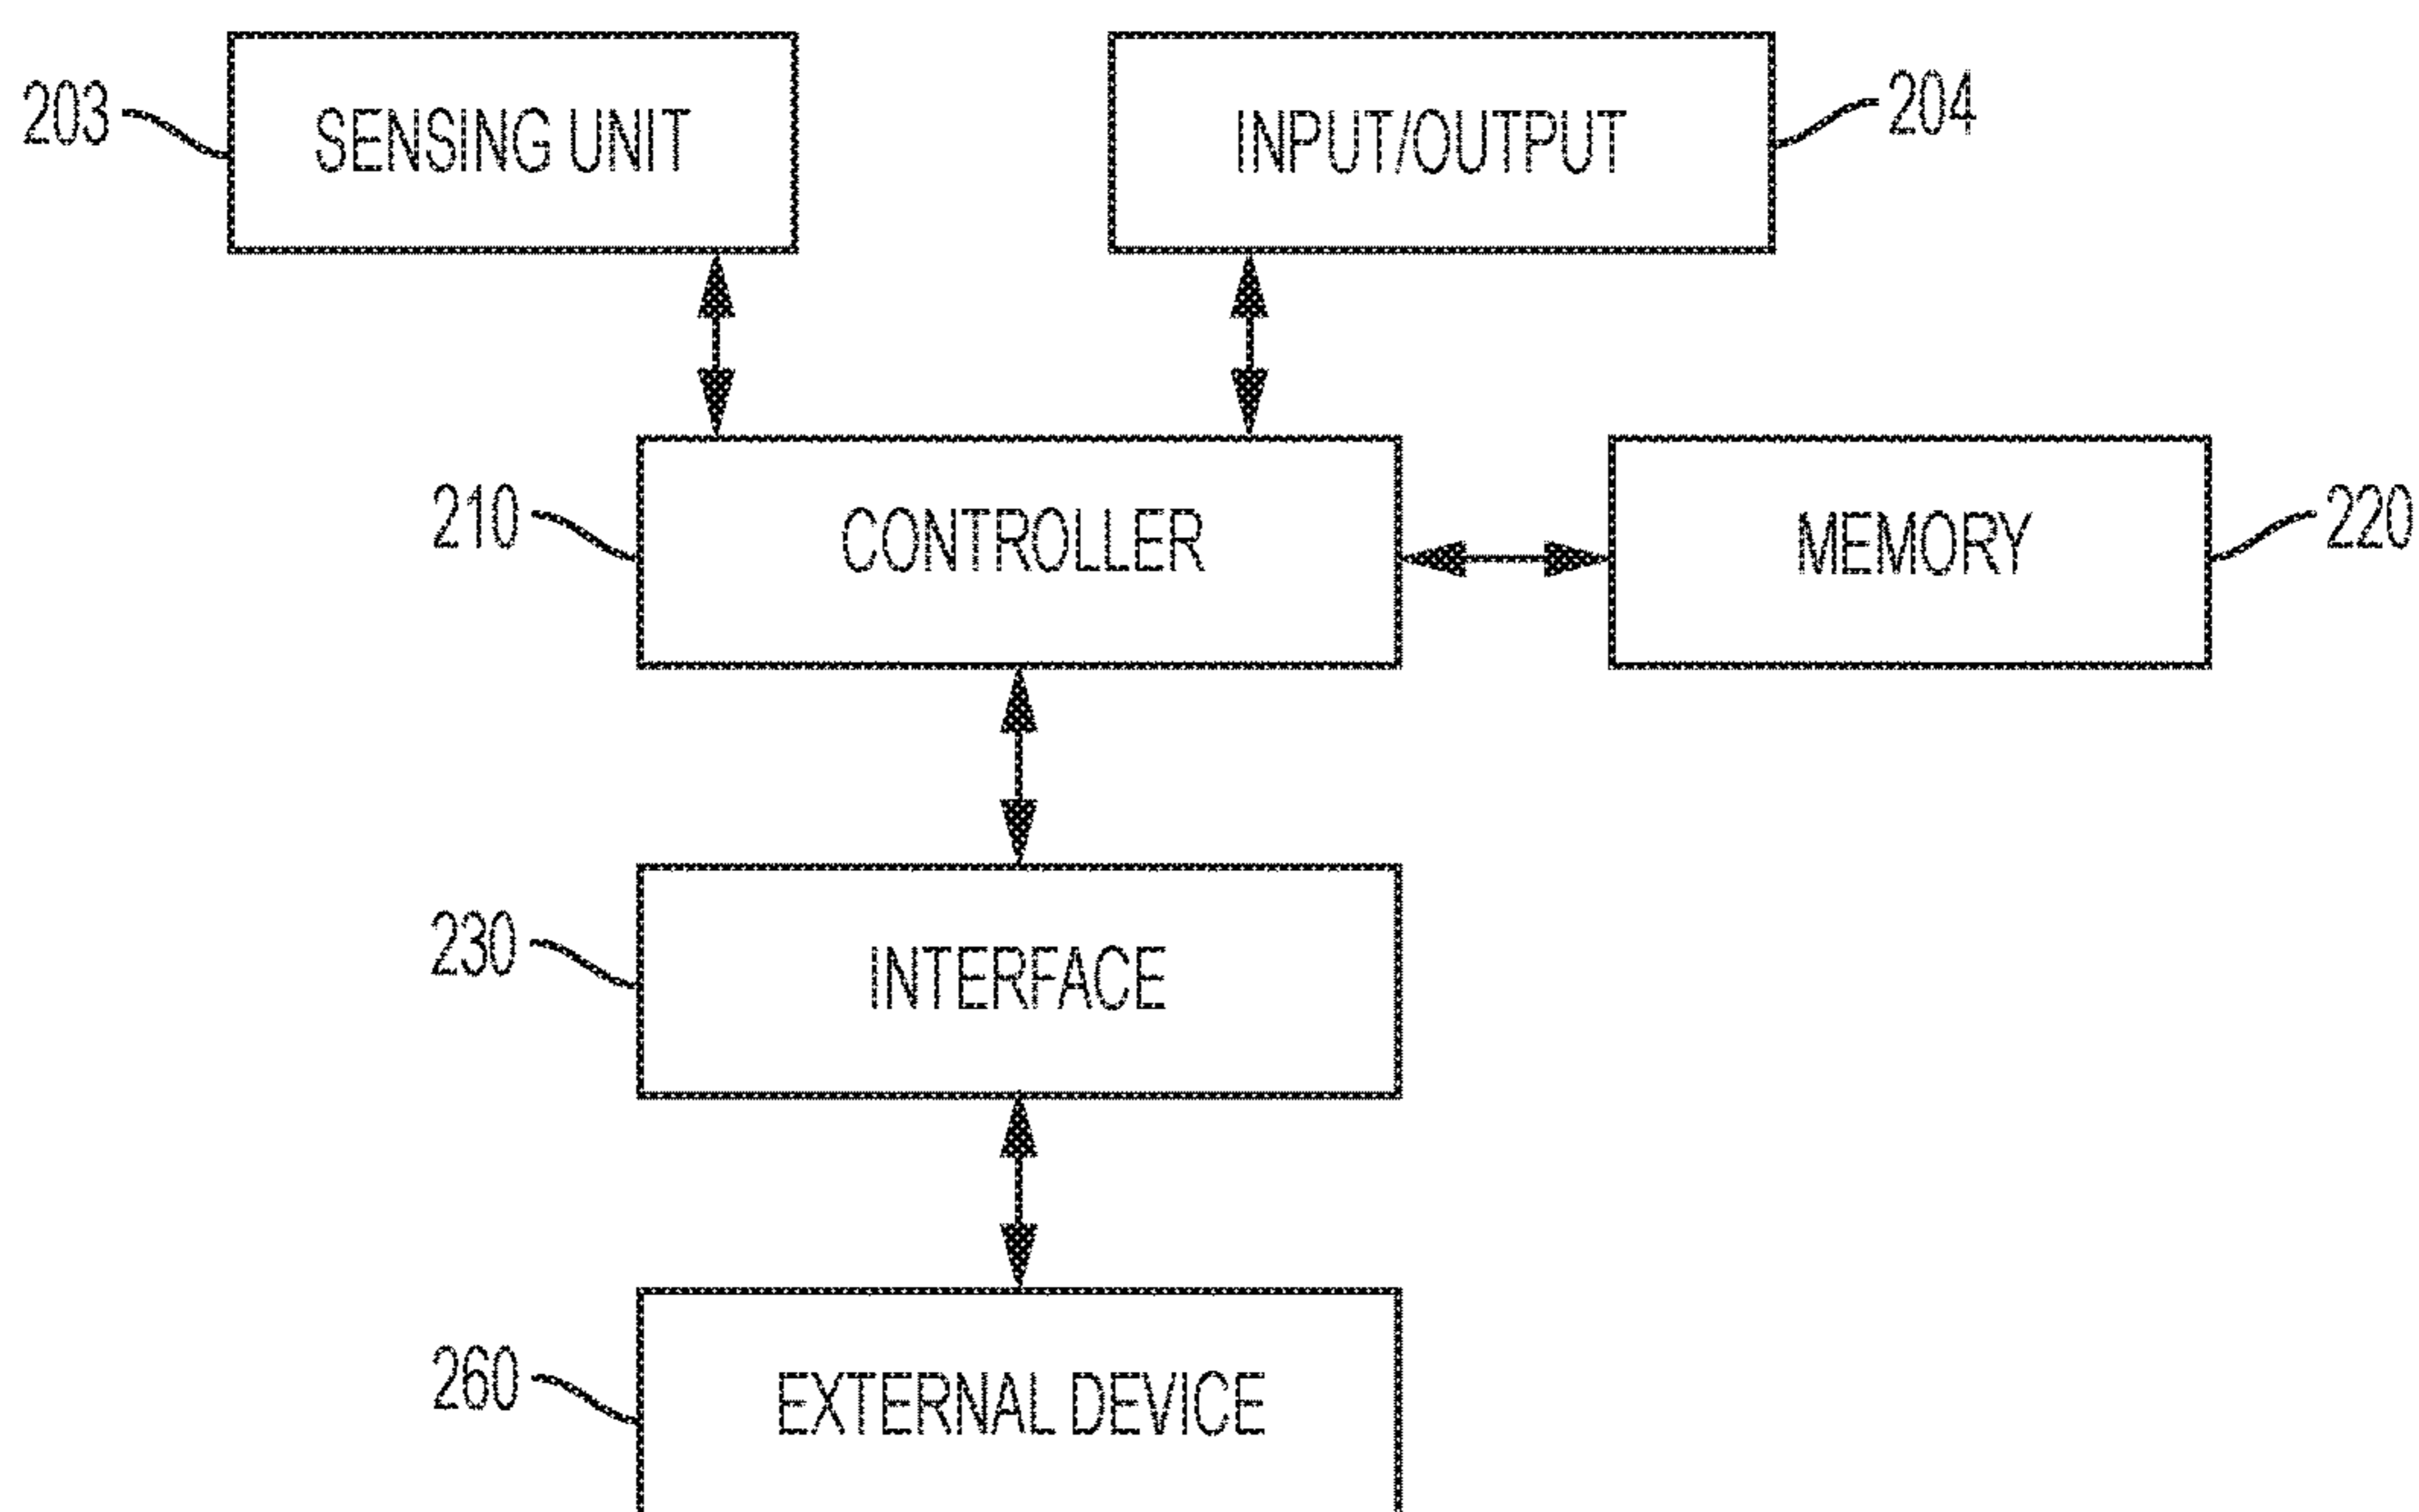 203
SENSING UNIT
INPUT/OUTPUT
204
210
CONTROLLER
MEMORY
220
230
INTERFACE
260
EXTERNAL DEVICE